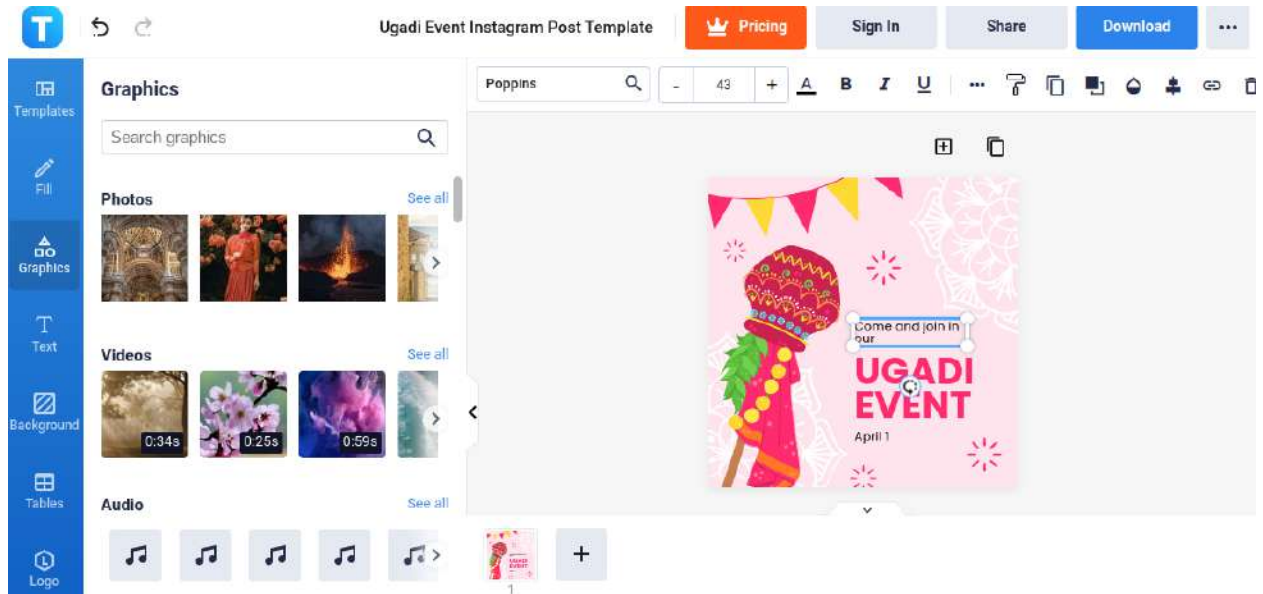 T
Ugadi Event Instagram Post Template
Pricing
Sign In
Share
Download
Templates
Fill
Graphics
Text
Background
Tables
Logo
Graphics
Search graphics
Photos
See all
Videos
See all
0:34s
0:25s
0:59s
Audio
See all
Poppins
-
43
+
A
B
I
U
Come and join in
our
UGADI
EVENT
April 1
1